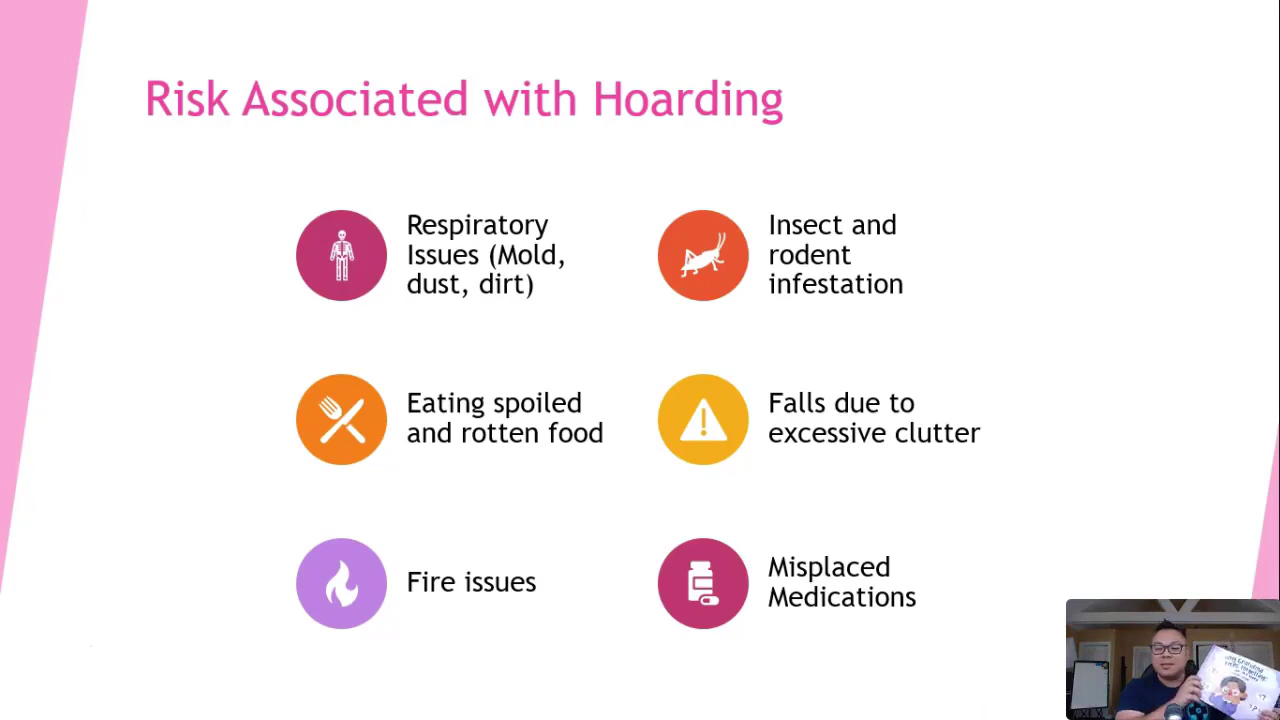 Risk Associated with Hoarding
Respiratory
Issues (Mold,
dust, dirt)
Insect and
rodent
infestation
Eating spoiled
and rotten food
Falls due to
excessive clutter
Fire issues
Misplaced
Medications